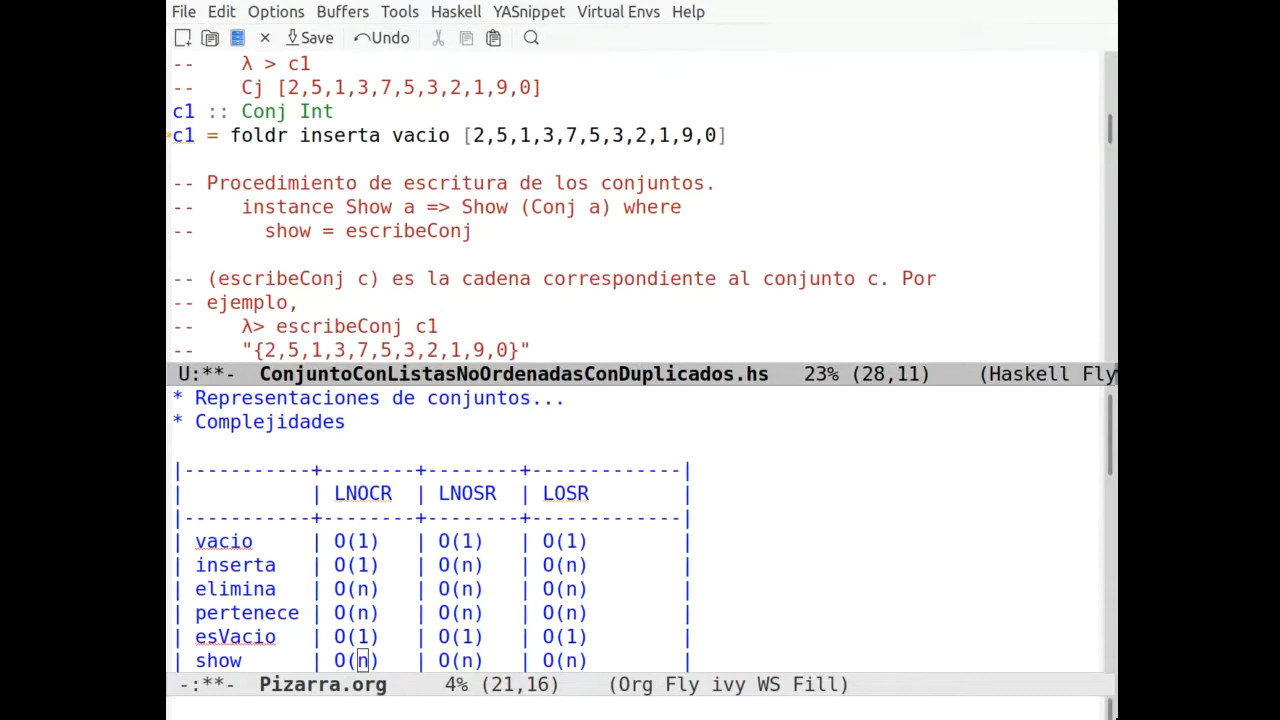 File Edit Options Buffers Tools Haskell YASnippet Virtual Envs Help
Save Undo
--    λ > c1
--    Cj [2,5,1,3,7,5,3,2,1,9,0]
c1 :: Conj Int
c1 = foldr inserta vacio [2,5,1,3,7,5,3,2,1,9,0]
-- Procedimiento de escritura de los conjuntos.
--    instance Show a => Show (Conj a) where
--      show = escribeConj
-- (escribeConj c) es la cadena correspondiente al conjunto c. Por
-- ejemplo,
--    λ> escribeConj c1
--    "{2,5,1,3,7,5,3,2,1,9,0}"
U:**-  ConjuntoConListasNoOrdenadasConDuplicados.hs   23% (28,11)    (Haskell Fly
* Representaciones de conjuntos...
* Complejidades
|-----------+--------+--------+-------------|
|           | LNOCR  | LNOSR  | LOSR        |
|-----------+--------+--------+-------------|
| vacio     | O(1)   | O(1)   | O(1)        |
| inserta   | O(1)   | O(n)   | O(n)        |
| elimina   | O(n)   | O(n)   | O(n)        |
| pertenece | O(n)   | O(n)   | O(n)        |
| esVacio   | O(1)   | O(1)   | O(1)        |
| show      | O(n)   | O(n)   | O(n)        |
-:**-  Pizarra.org     4% (21,16)    (Org Fly ivy WS Fill)